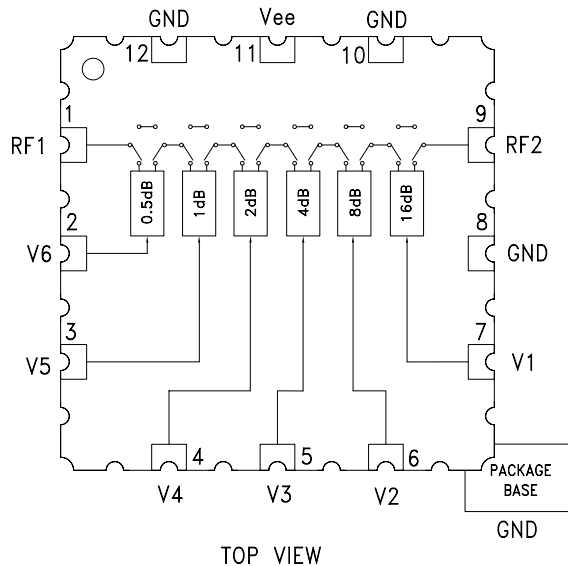 GND Vee GND
12 11 10
1 9
RF1 RF2
0.5dB 1dB 2dB 4dB 8dB 16dB
2 8
V6 GND
3 7
V5 V1
4 5 6
V4 V3 V2
PACKAGE
BASE
GND
TOP VIEW